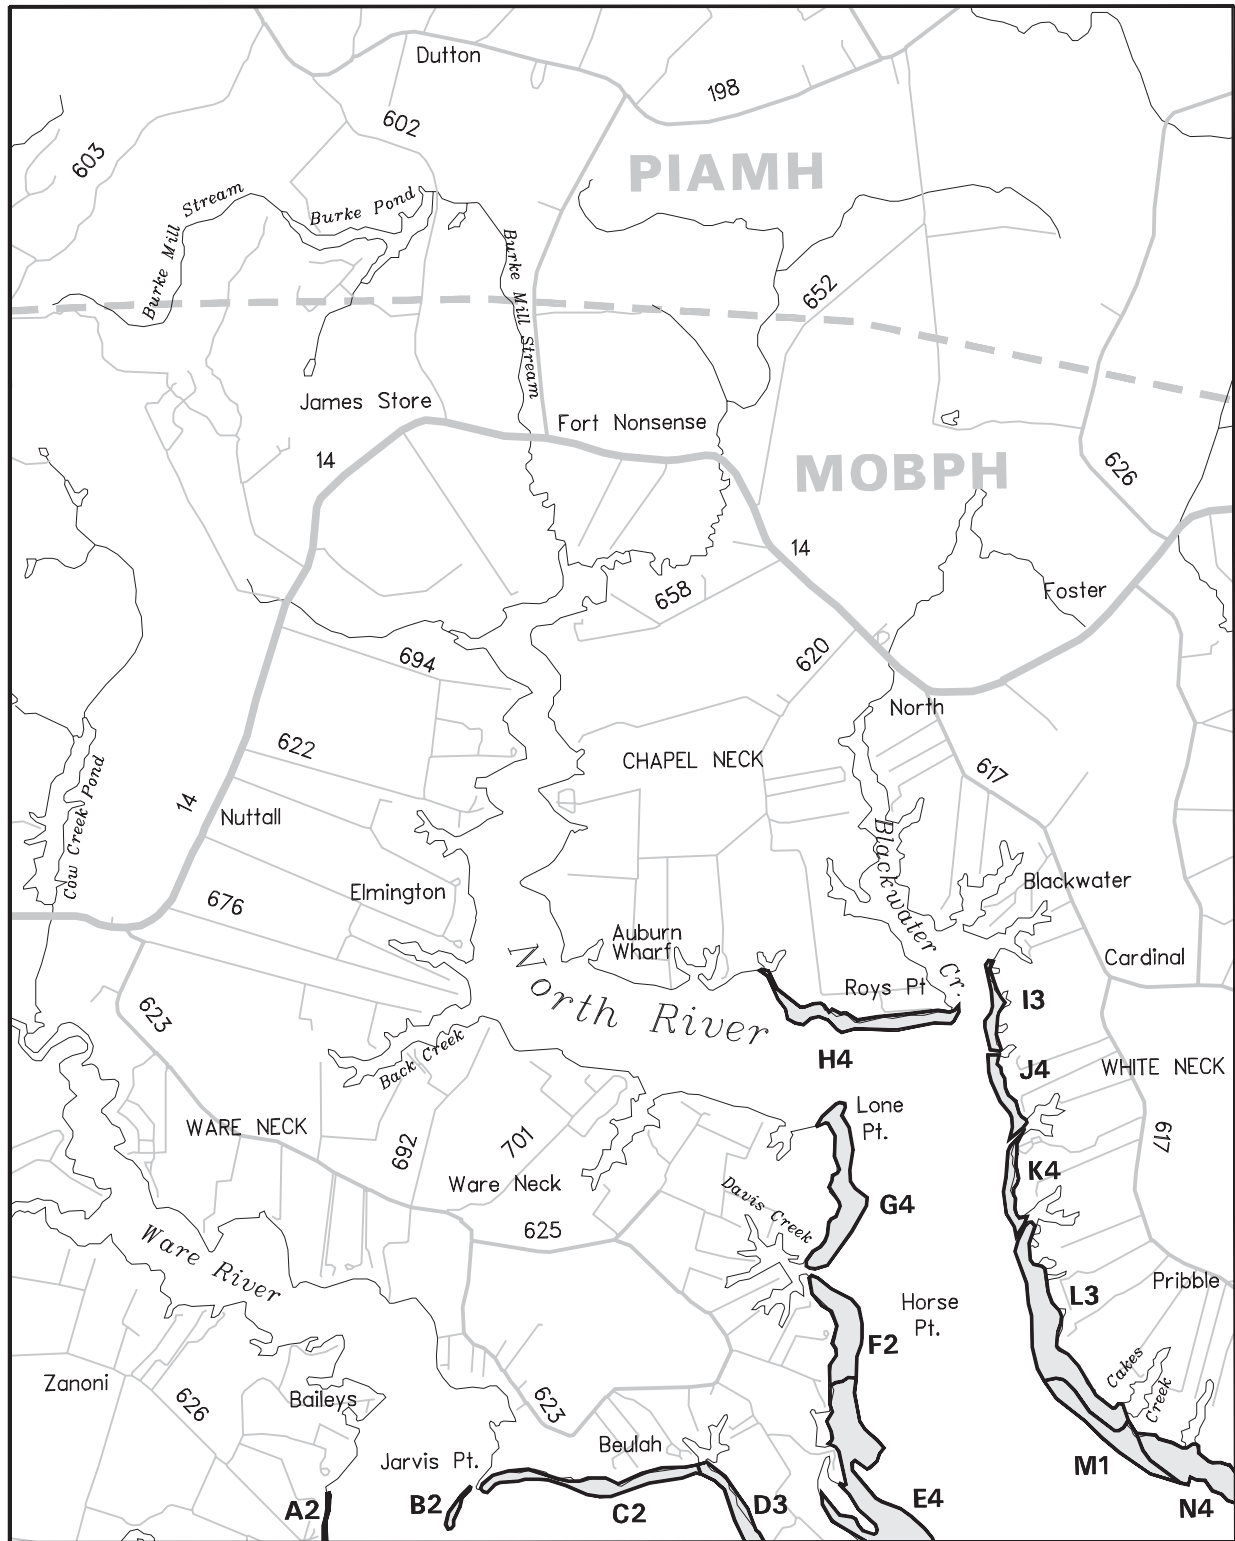 Dutton
198
602
603
PIAMH
Burke Mill Stream
Burke Pond
Burke Mill Stream
652
James Store
Fort Nonsense
14
MOBPH
626
14
658
Foster
620
694
North
622
CHAPEL NECK
617
14
Nuttall
Cow Creek Pond
Blackwater Cr.
Elmington
Blackwater
676
Auburn
Wharf
Cardinal
North River
Roys Pt
I3
623
Back Creek
H4
J4
WHITE NECK
Lone
Pt.
WARE NECK
701
692
617
K4
Ware Neck
Davis Creek
G4
625
Ware River
Pribble
L3
Horse
Pt.
F2
Zanoni
626
Baileys
623
Cakes
Creek
Beulah
Jarvis Pt.
M1
A2
B2
C2
D3
E4
N4